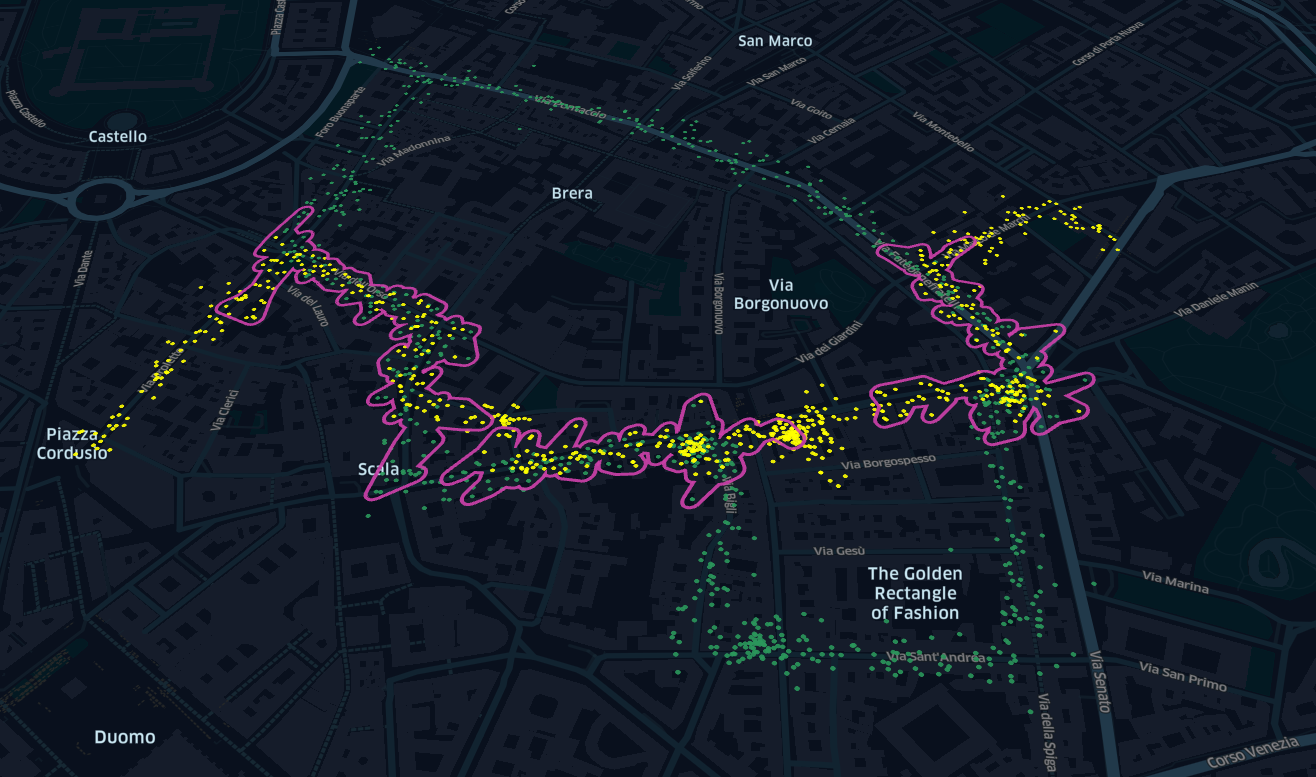 San Marco
Corso di Porta Nuova
Via Solferino
Via San Marco
Piazza Castello
Via Pontaccio
Via Goito
Foro Buonaparte
Via Cernaia
Via Montebello
Castello
Via Madonnina
Brera
Via Dante
Via del Lauro
Via Borgonuovo
Via
Borgonuovo
Via Daniele Manin
Via dei Giardini
Via Clerici
Piazza
Cordusio
Scala
Via Borgospesso
Via Bigli
Via Gesù
The Golden
Rectangle
of Fashion
Via Marina
Via Sant'Andrea
Via San Primo
Via Senato
Via della Spiga
Duomo
Corso Venezia